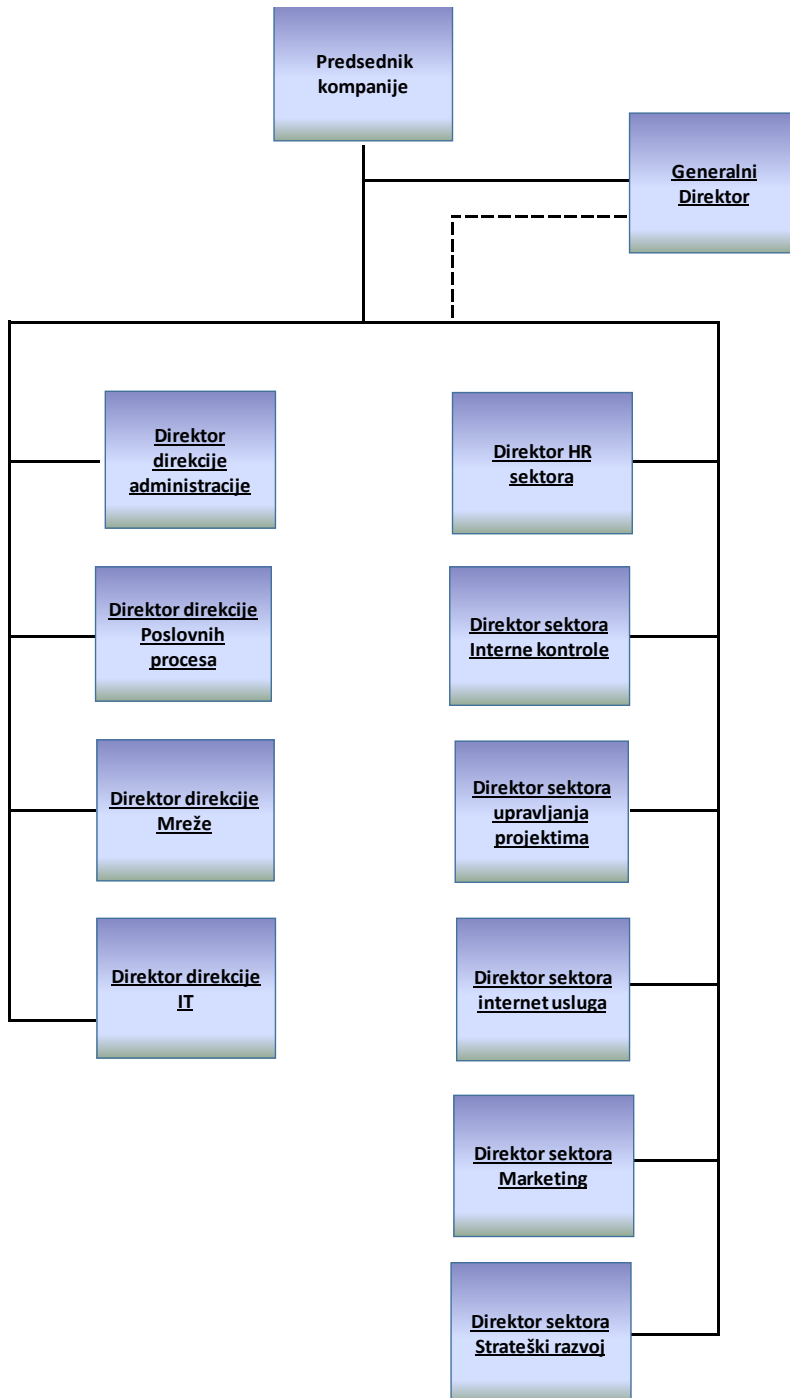 Predsednik
kompanije
Generalni
Direktor
Direktor
direkcije
administracije
Direktor HR
sektora
Direktor direkcije
Poslovnih
procesa
Direktor sektora
Interne kontrole
Direktor direkcije
Mreže
Direktor sektora
upravljanja
projektima
Direktor direkcije
IT
Direktor sektora
internet usluga
Direktor sektora
Marketing
Direktor sektora
Strateški razvoj